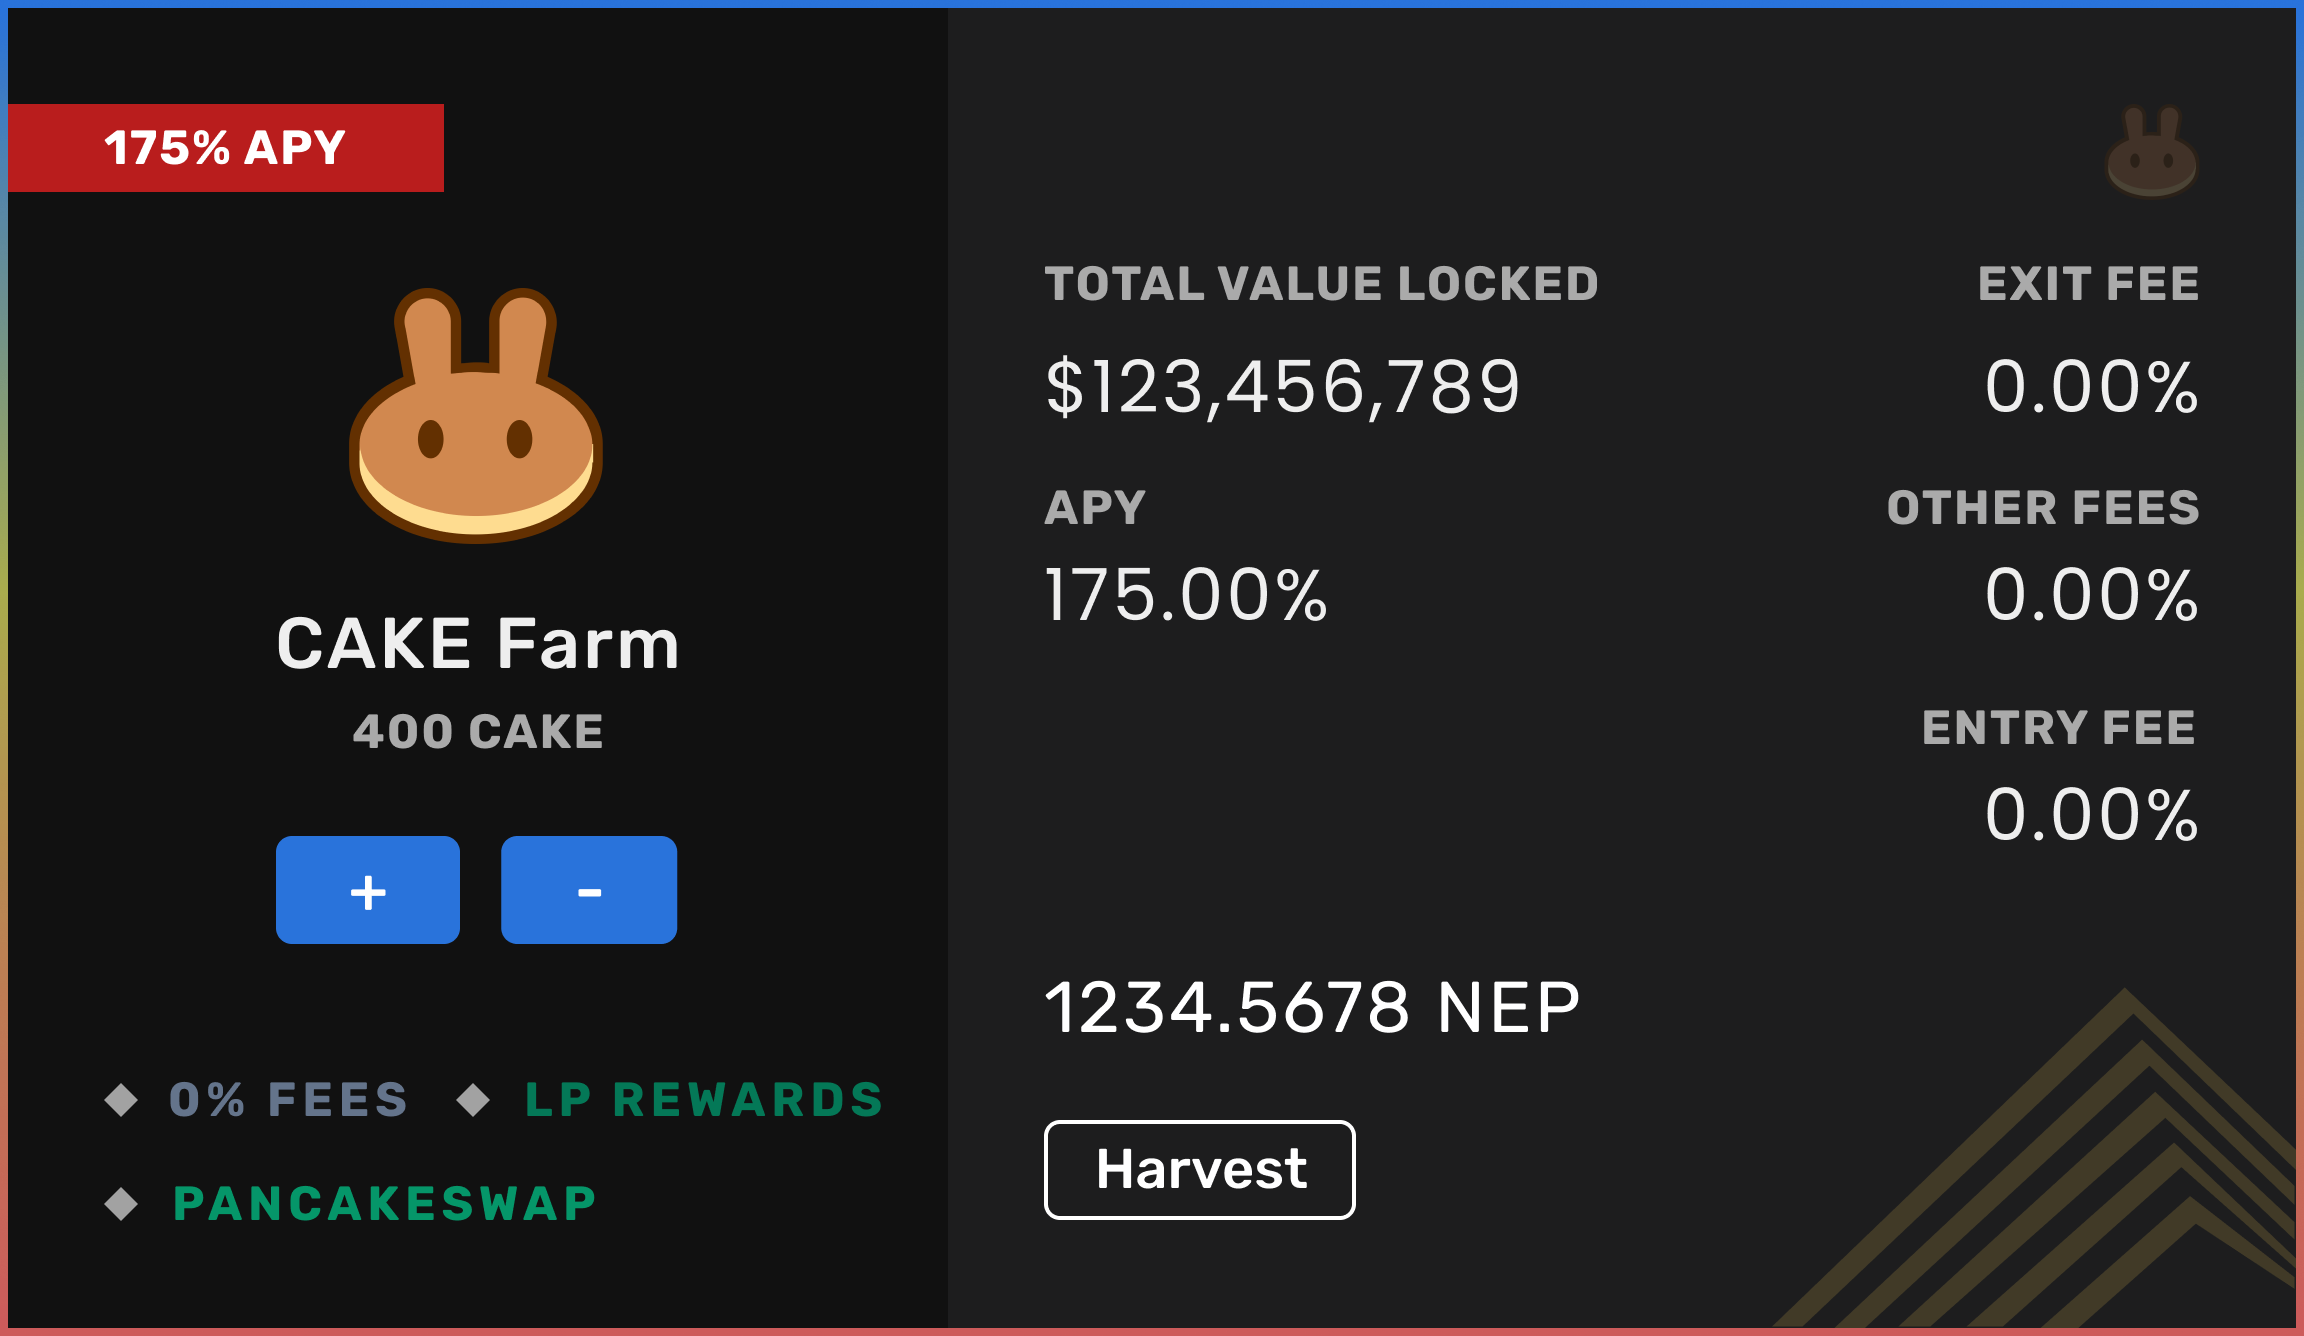 175% APY
CAKE Farm
400 CAKE
+
-
0% FEES
LP REWARDS
PANCAKESWAP
TOTAL VALUE LOCKED
$123,456,789
APY
175.00%
EXIT FEE
0.00%
OTHER FEES
0.00%
ENTRY FEE
0.00%
1234.5678 NEP
Harvest